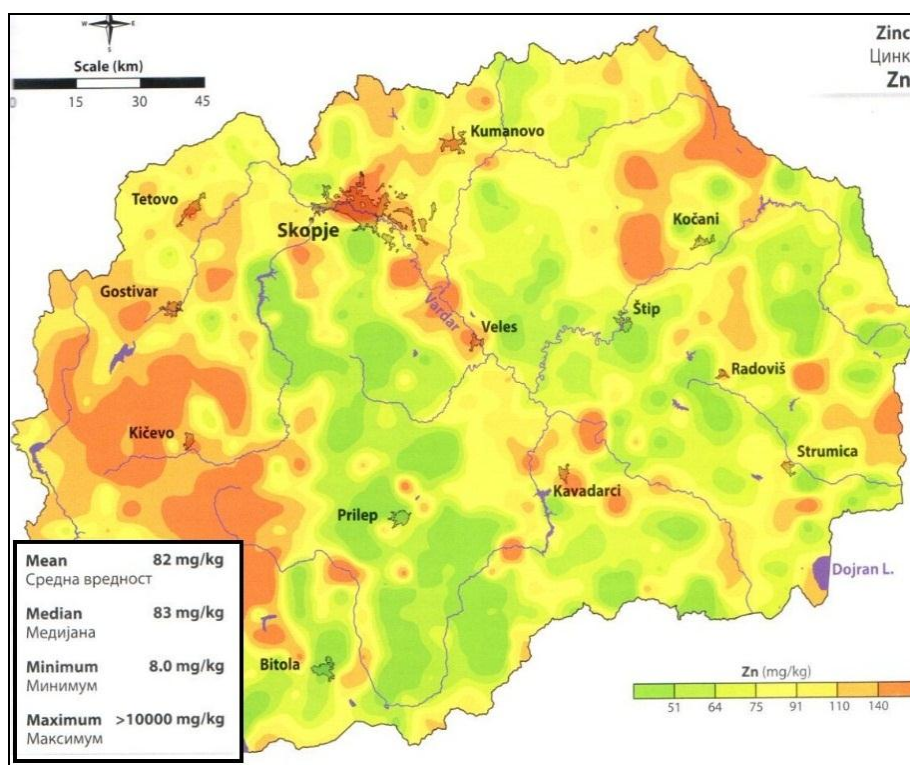 N
W E
S
Scale (km)
0 15 30 45
Zinc
Цинк
Zn
Kumanovo
Tetovo
Skopje
Kočani
Gostivar
Vardar
Štip
Veles
Radoviš
Kičevo
Strumica
Kavadarci
Prilep
Dojran L.
Bitola
Mean 82 mg/kg
Средна вредност
Median 83 mg/kg
Медијана
Minimum 8.0 mg/kg
Минимум
Maximum >10000 mg/kg
Максимум
Zn (mg/kg)
51 64 75 91 110 140